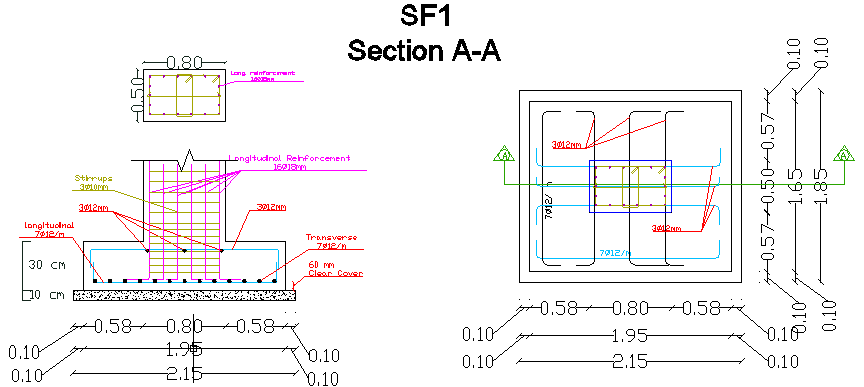 SF1
Section A-A
0.80
0.50
Long reinforcement
16Ø18mm
Longitudinal Reinforcement
16Ø18mm
Stirrups
3Ø10mm
3Ø12mm
3Ø12mm
longitudinal
7Ø12/m
Transverse
7Ø12/m
60 mm
Clear Cover
30 cm
10 cm
0.58
0.80
0.58
0.10
0.10
1.95
0.10
0.10
2.15
3Ø12mm
7Ø12/m
3Ø12mm
7Ø12/m
A
A
0.10
0.10
0.57
0.50
0.57
1.65
1.85
0.10
0.10
0.58
0.80
0.58
0.10
0.10
1.95
0.10
0.10
2.15